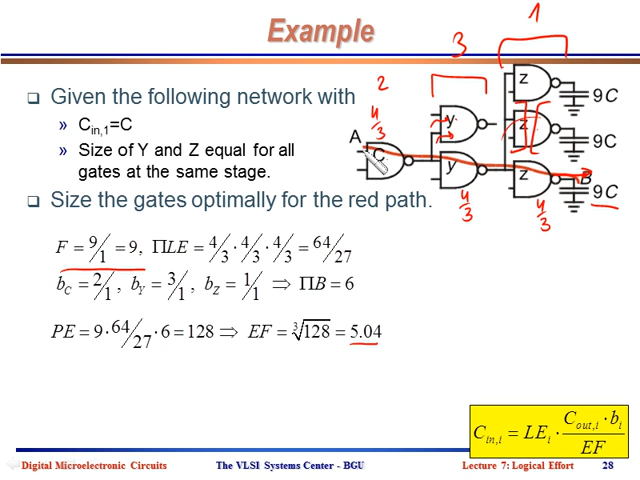 Example
1
3
2
Given the following network with
» C_in,1=C
» Size of Y and Z equal for all
gates at the same stage.
Size the gates optimally for the red path.
4/3
A
C
y
y
4/3
z
z
z
4/3
9C
9C
B
9C
F = 9/1 = 9, ΠLE = 4/3 · 4/3 · 4/3 = 64/27
b_C = 2/1, b_Y = 3/1, b_Z = 1/1 ⇒ ΠB = 6
PE = 9 · 64/27 · 6 = 128 ⇒ EF = ∛128 = 5.04
C_in,i = LE_i · C_out,i · b_i / EF
Digital Microelectronic Circuits The VLSI Systems Center - BGU Lecture 7: Logical Effort 28